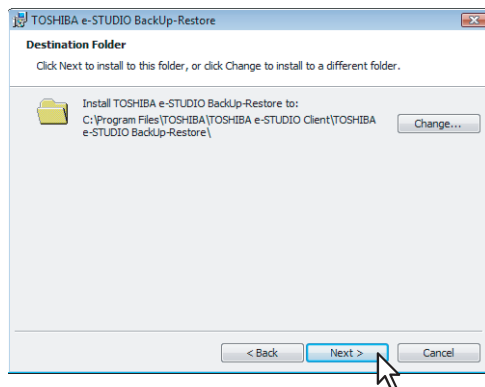 TOSHIBA e-STUDIO BackUp-Restore
Destination Folder
Click Next to install to this folder, or click Change to install to a different folder.
Install TOSHIBA e-STUDIO BackUp-Restore to:
C:\Program Files\TOSHIBA\TOSHIBA e-STUDIO Client\TOSHIBA
e-STUDIO BackUp-Restore\
Change...
< Back
Next >
Cancel